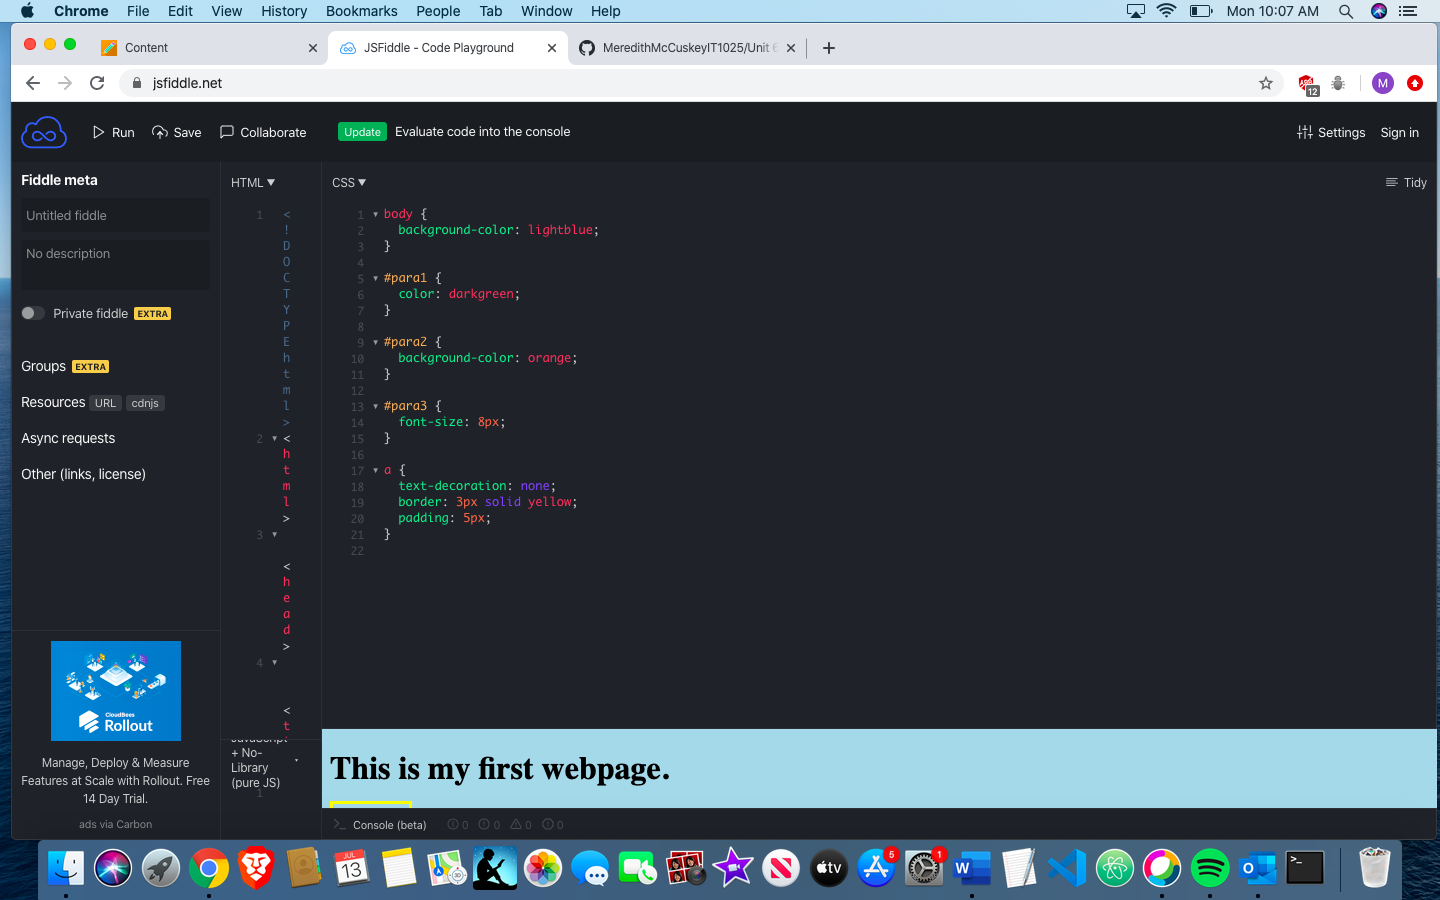 Chrome File Edit View History Bookmarks People Tab Window Help Mon 10:07 AM
Content JSFiddle - Code Playground MeredithMcCuskeyIT1025/Unit 6
jsfiddle.net 12 M
Run Save Collaborate Update Evaluate code into the console Settings Sign in
Fiddle meta
Untitled fiddle
No description
Private fiddle EXTRA
Groups EXTRA
Resources URL cdnjs
Async requests
Other (links, license)
CloudBees
Rollout
Manage, Deploy & Measure
Features at Scale with Rollout. Free
14 Day Trial.
ads via Carbon
HTML ▼
1 <
!
D
O
C
T
Y
P
E
h
t
m
l
>
2 <
h
t
m
l
>
3
<
h
e
a
d
>
4
<
t
JavaScript
+ No-
Library
(pure JS)
1
CSS ▼ Tidy
1 body {
2 background-color: lightblue;
3 }
4
5 #para1 {
6 color: darkgreen;
7 }
8
9 #para2 {
10 background-color: orange;
11 }
12
13 #para3 {
14 font-size: 8px;
15 }
16
17 a {
18 text-decoration: none;
19 border: 3px solid yellow;
20 padding: 5px;
21 }
22
This is my first webpage.
>_ Console (beta) 0 0 0 0
JUL
13
3D
N
tv
5
1
W
O
>_